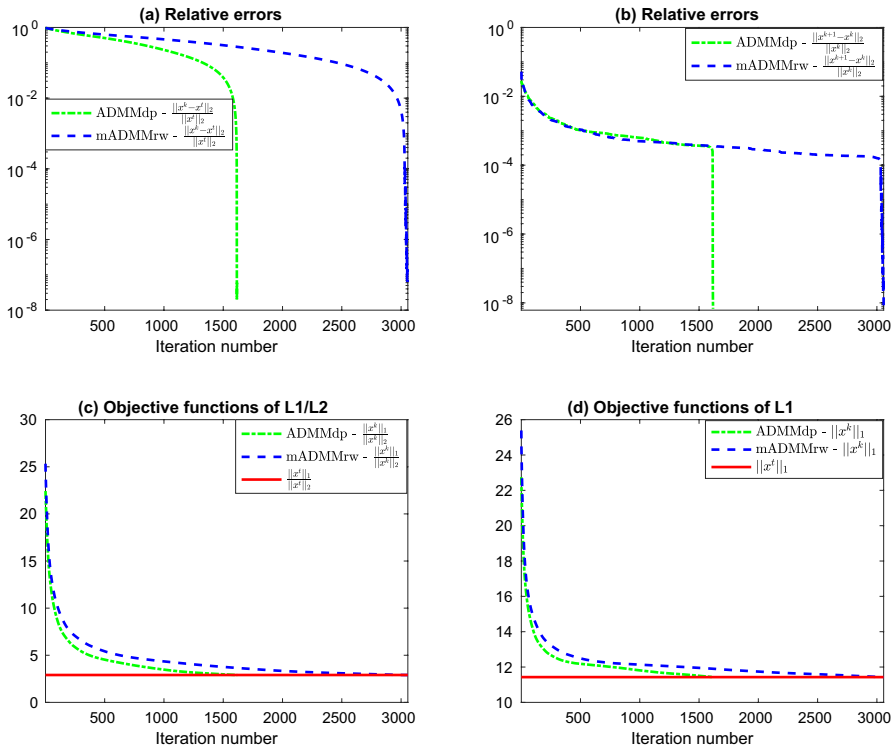 (a) Relative errors
10^0
10^-2
10^-4
10^-6
10^-8
ADMMdp - ||x^k−x^t||_2 / ||x^t||_2
mADMMrw - ||x^k−x^t||_2 / ||x^t||_2
500 1000 1500 2000 2500 3000
Iteration number
(b) Relative errors
10^0
10^-2
10^-4
10^-6
10^-8
ADMMdp - ||x^{k+1}−x^k||_2 / ||x^k||_2
mADMMrw - ||x^{k+1}−x^k||_2 / ||x^k||_2
500 1000 1500 2000 2500 3000
Iteration number
(c) Objective functions of L1/L2
30
25
20
15
10
5
0
ADMMdp - ||x^k||_1 / ||x^k||_2
mADMMrw - ||x^k||_1 / ||x^k||_2
||x^t||_1 / ||x^t||_2
500 1000 1500 2000 2500 3000
Iteration number
(d) Objective functions of L1
26
24
22
20
18
16
14
12
10
ADMMdp - ||x^k||_1
mADMMrw - ||x^k||_1
||x^t||_1
500 1000 1500 2000 2500 3000
Iteration number